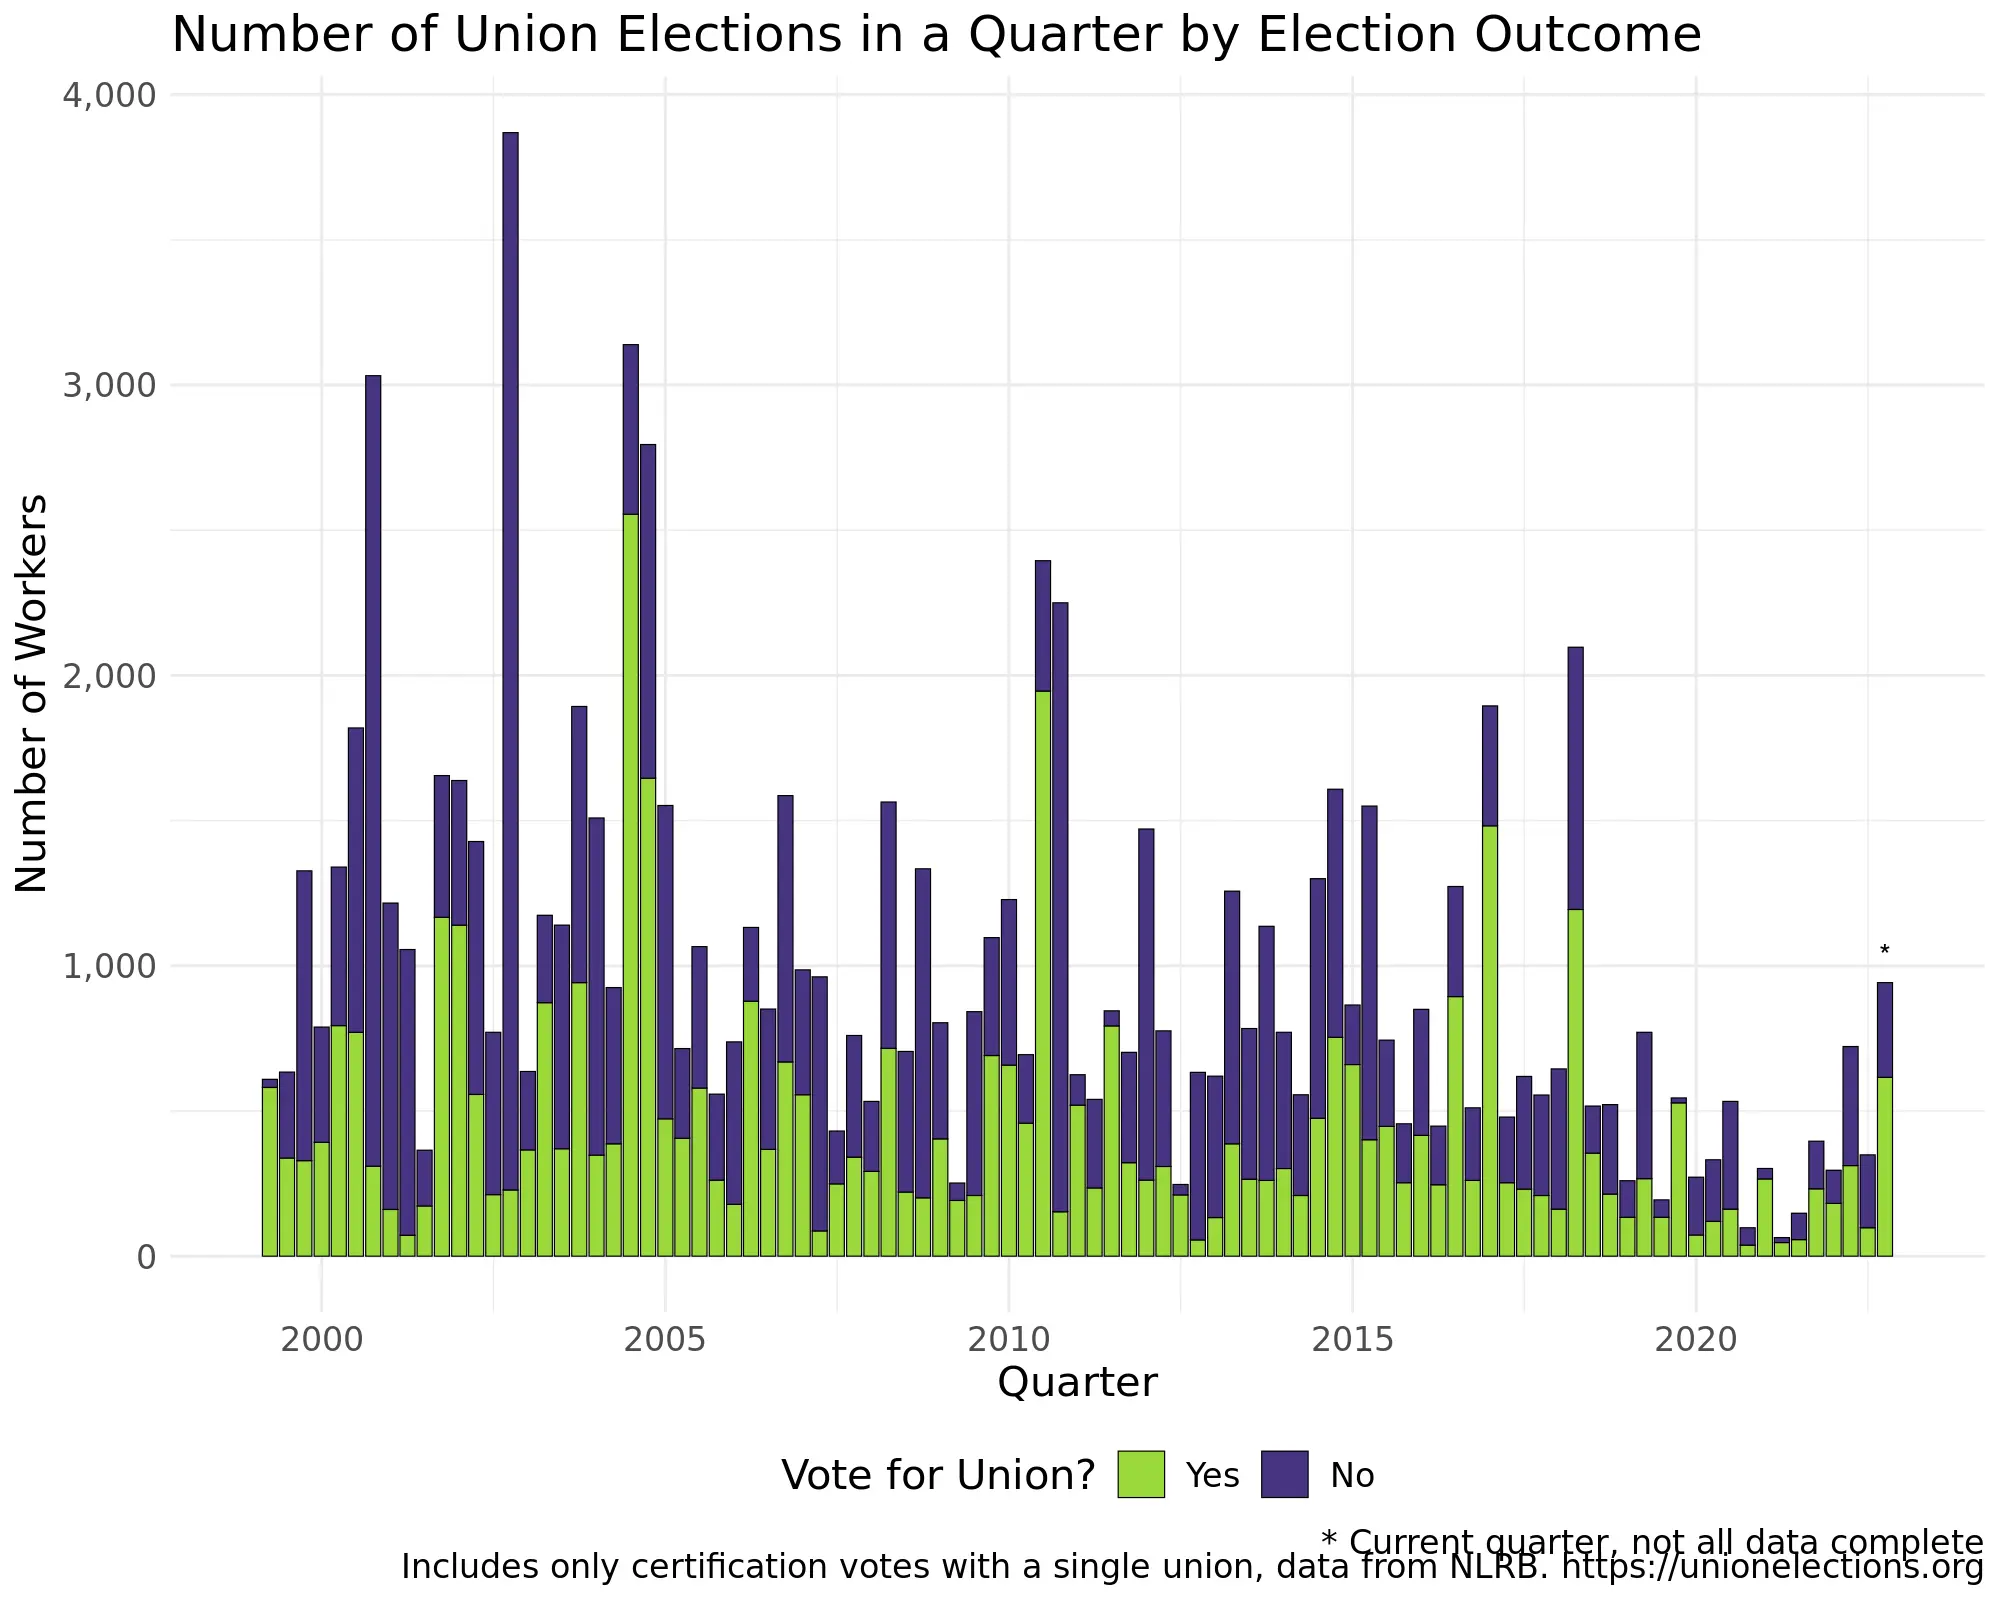 Number of Union Elections in a Quarter by Election Outcome
4,000
3,000
2,000
1,000
0
Number of Workers
*
2000 2005 2010 2015 2020
Quarter
Vote for Union? Yes No
* Current quarter, not all data complete
Includes only certification votes with a single union, data from NLRB. https://unionelections.org